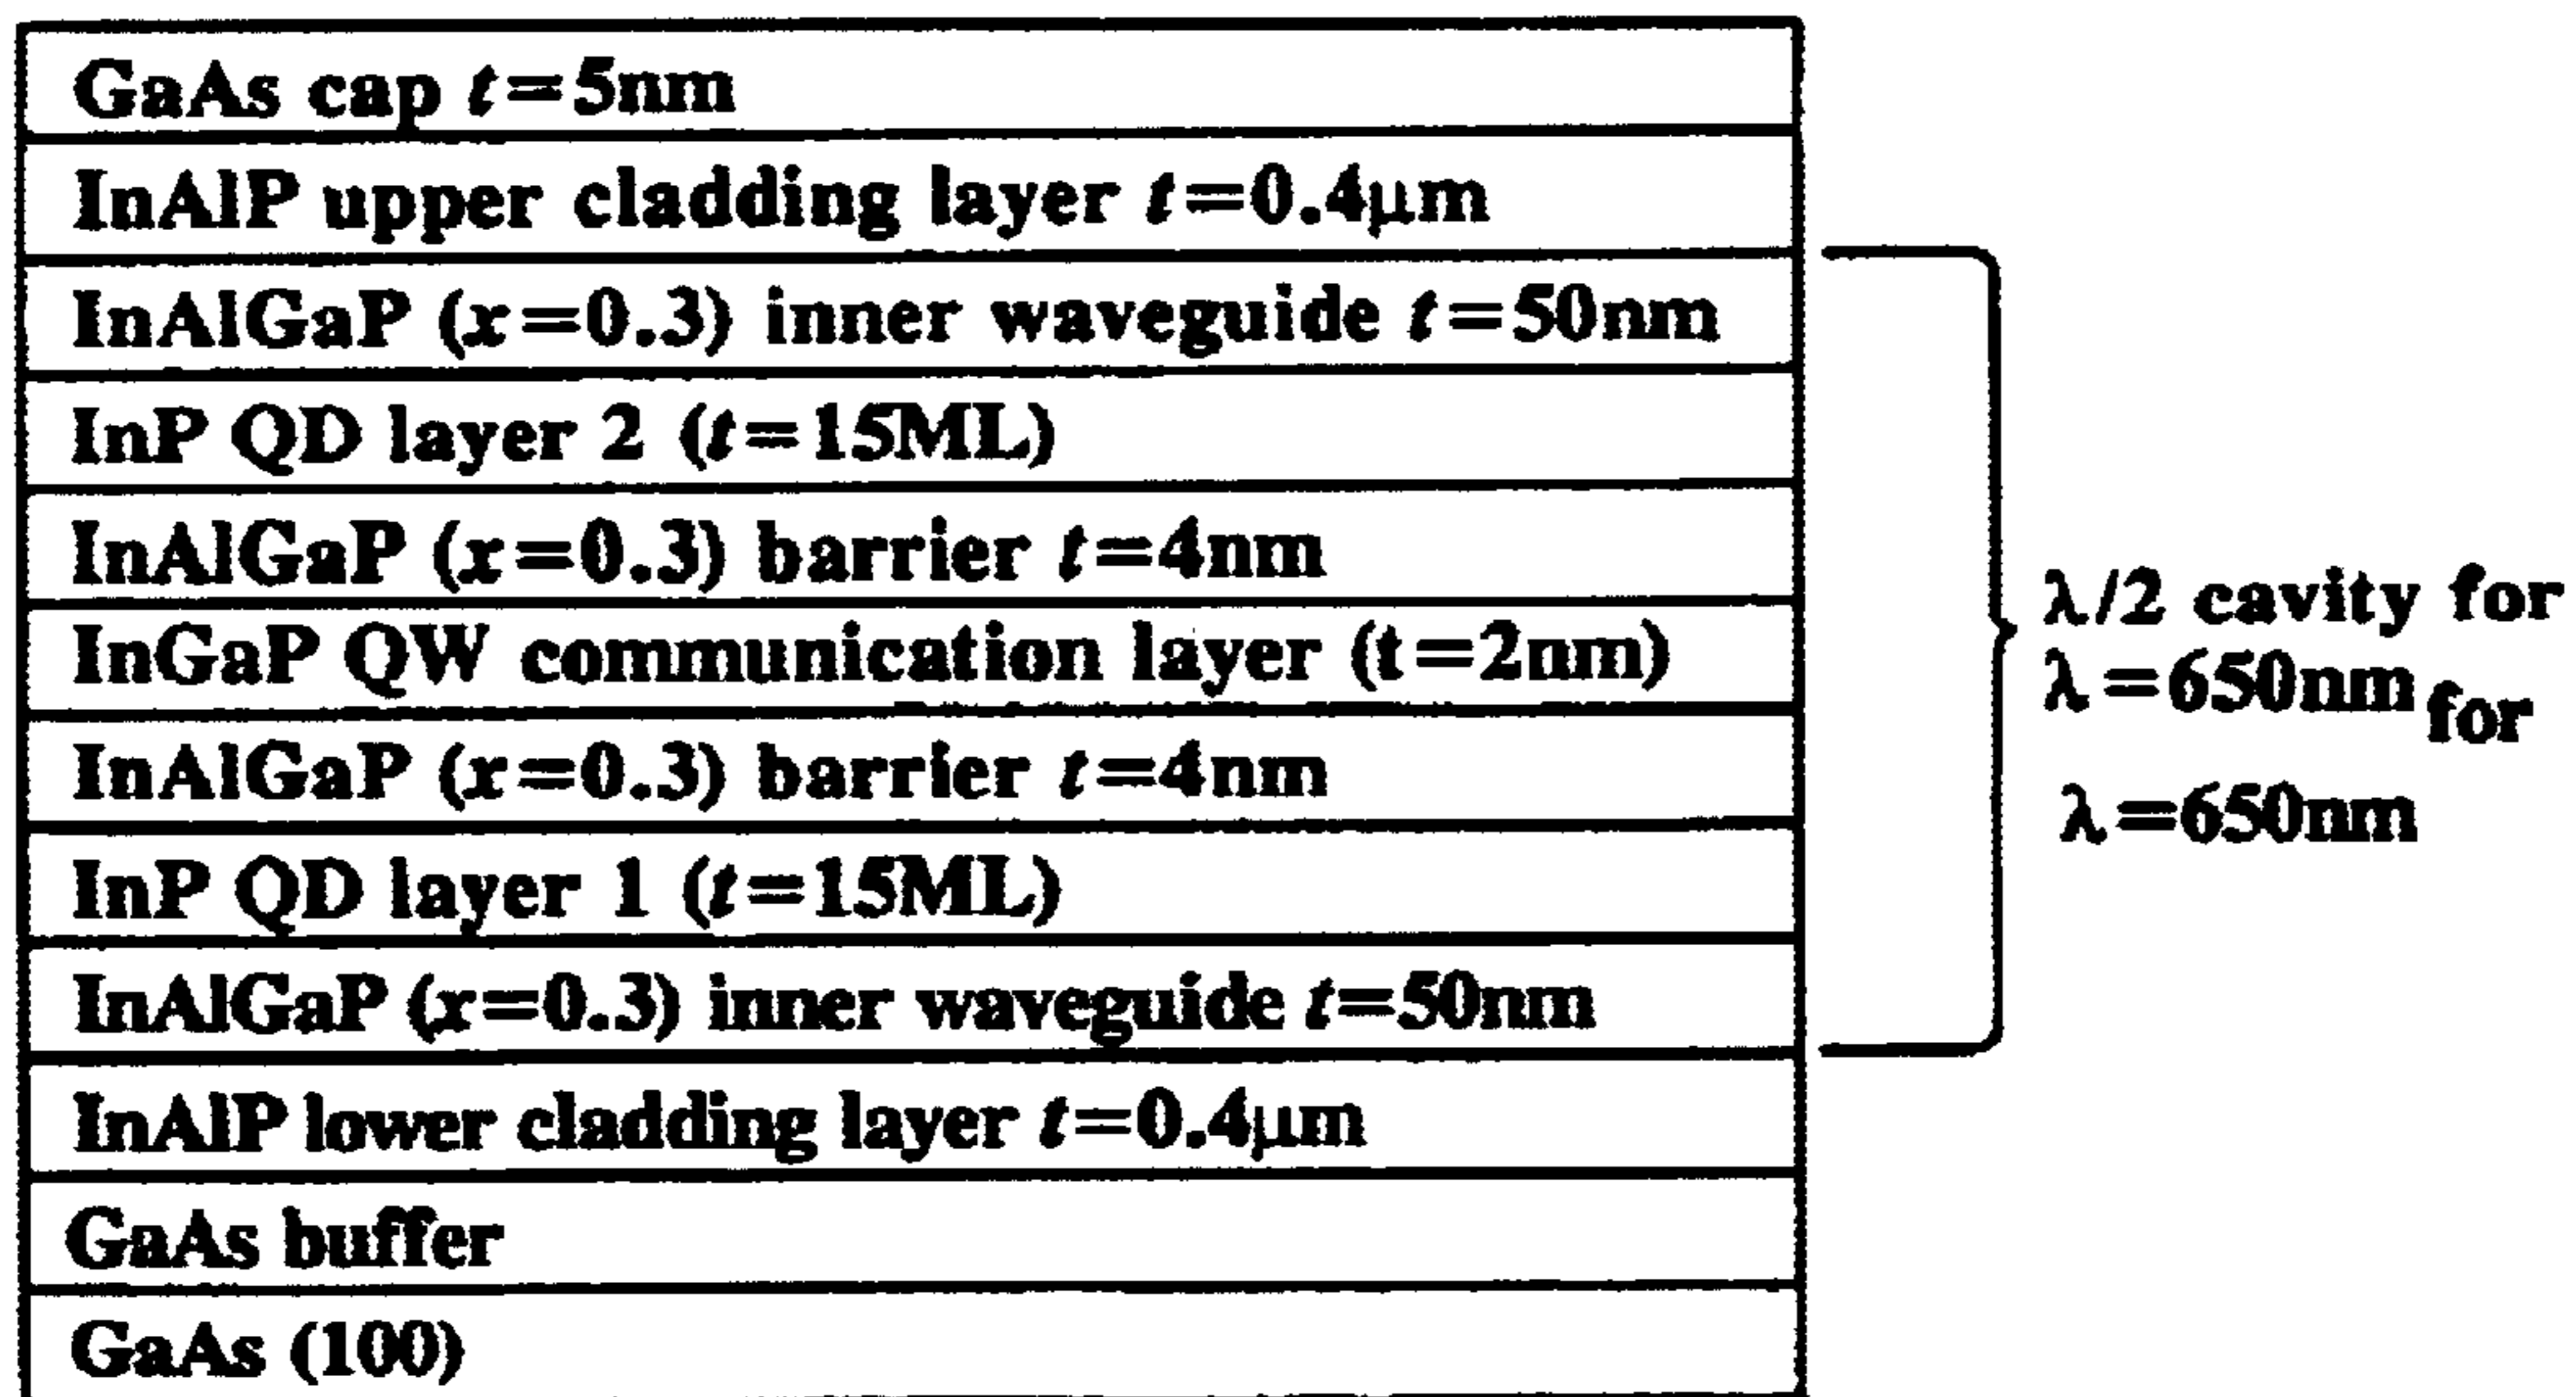 GaAs cap t=5nm
InAlP upper cladding layer t=0.4μm
InAlGaP (x=0.3) inner waveguide t=50nm
InP QD layer 2 (t=15ML)
InAlGaP (x=0.3) barrier t=4nm
InGaP QW communication layer (t=2nm)
InAlGaP (x=0.3) barrier t=4nm
InP QD layer 1 (t=15ML)
InAlGaP (x=0.3) inner waveguide t=50nm
InAlP lower cladding layer t=0.4μm
GaAs buffer
GaAs (100)
λ/2 cavity for
λ=650nm for
λ=650nm